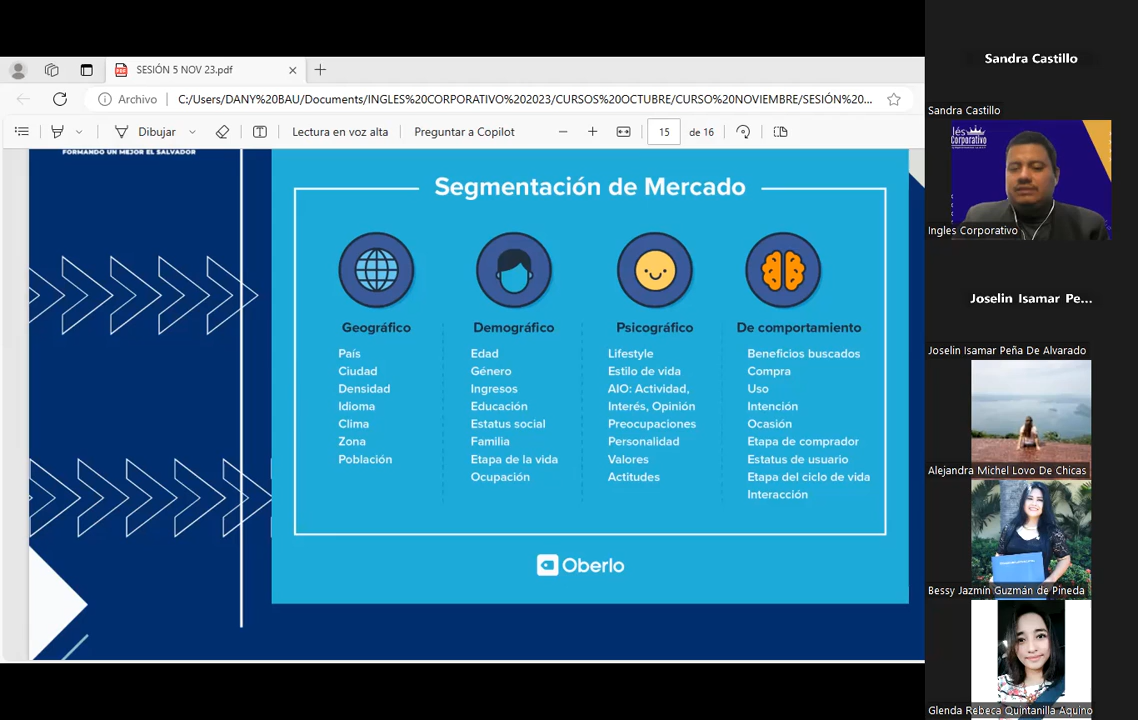 SESIÓN 5 NOV 23.pdf
Archivo
C:/Users/DANY%20BAU/Documents/INGLES%20CORPORATIVO%202023/CURSOS%20OCTUBRE/CURSO%20NOVIEMBRE/SESIÓN%20...
Dibujar
Lectura en voz alta
Preguntar a Copilot
15
de 16
FORMANDO UN MEJOR EL SALVADOR
Segmentación de Mercado
Geográfico
País
Ciudad
Densidad
Idioma
Clima
Zona
Población
Demográfico
Edad
Género
Ingresos
Educación
Estatus social
Familia
Etapa de la vida
Ocupación
Psicográfico
Lifestyle
Estilo de vida
AIO: Actividad,
Interés, Opinión
Preocupaciones
Personalidad
Valores
Actitudes
De comportamiento
Beneficios buscados
Compra
Uso
Intención
Ocasión
Etapa de comprador
Estatus de usuario
Etapa del ciclo de vida
Interacción
Oberlo
Sandra Castillo
Sandra Castillo
lés
Corporativo
Ingles Corporativo
Joselin Isamar Pe...
Joselin Isamar Peña De Alvarado
Alejandra Michel Lovo De Chicas
Bessy Jazmín Guzmán de Pineda
Glenda Rebeca Quintanilla Aquino